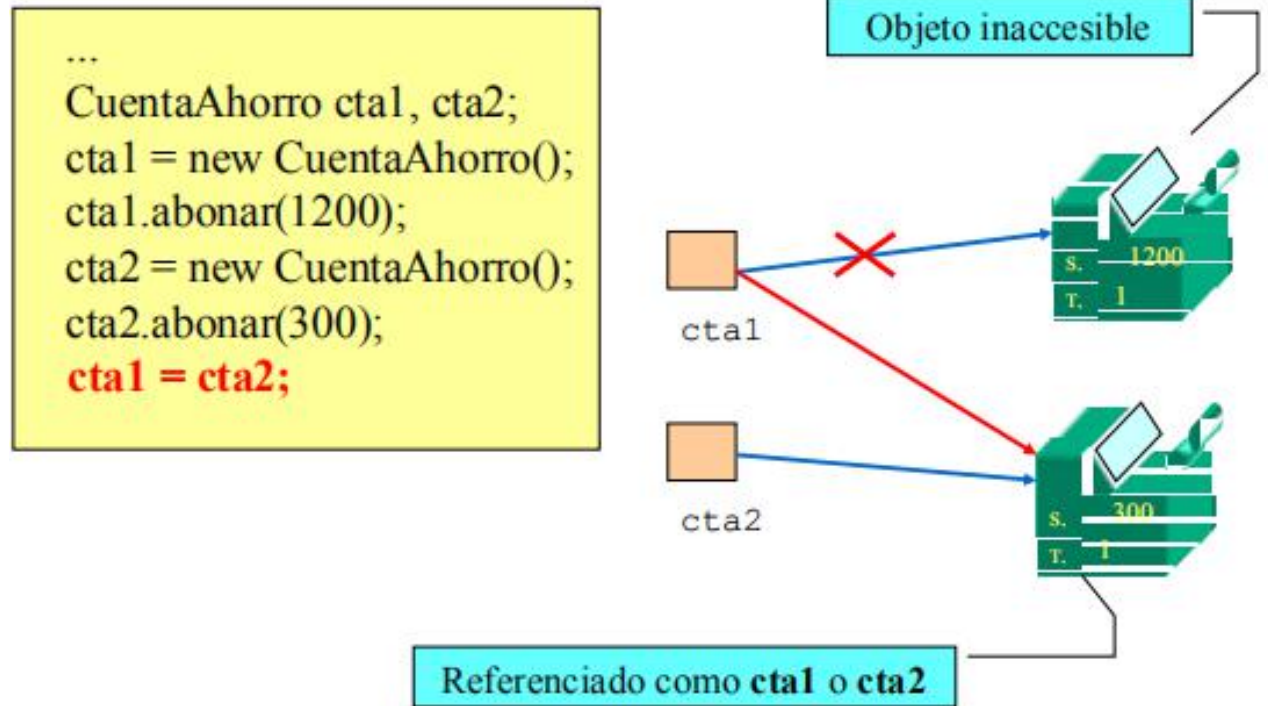 ...
CuentaAhorro cta1, cta2;
cta1 = new CuentaAhorro();
cta1.abonar(1200);
cta2 = new CuentaAhorro();
cta2.abonar(300);
cta1 = cta2;
Objeto inaccesible
S. 1200
T. 1
cta1
S. 300
T. 1
cta2
Referenciado como cta1 o cta2